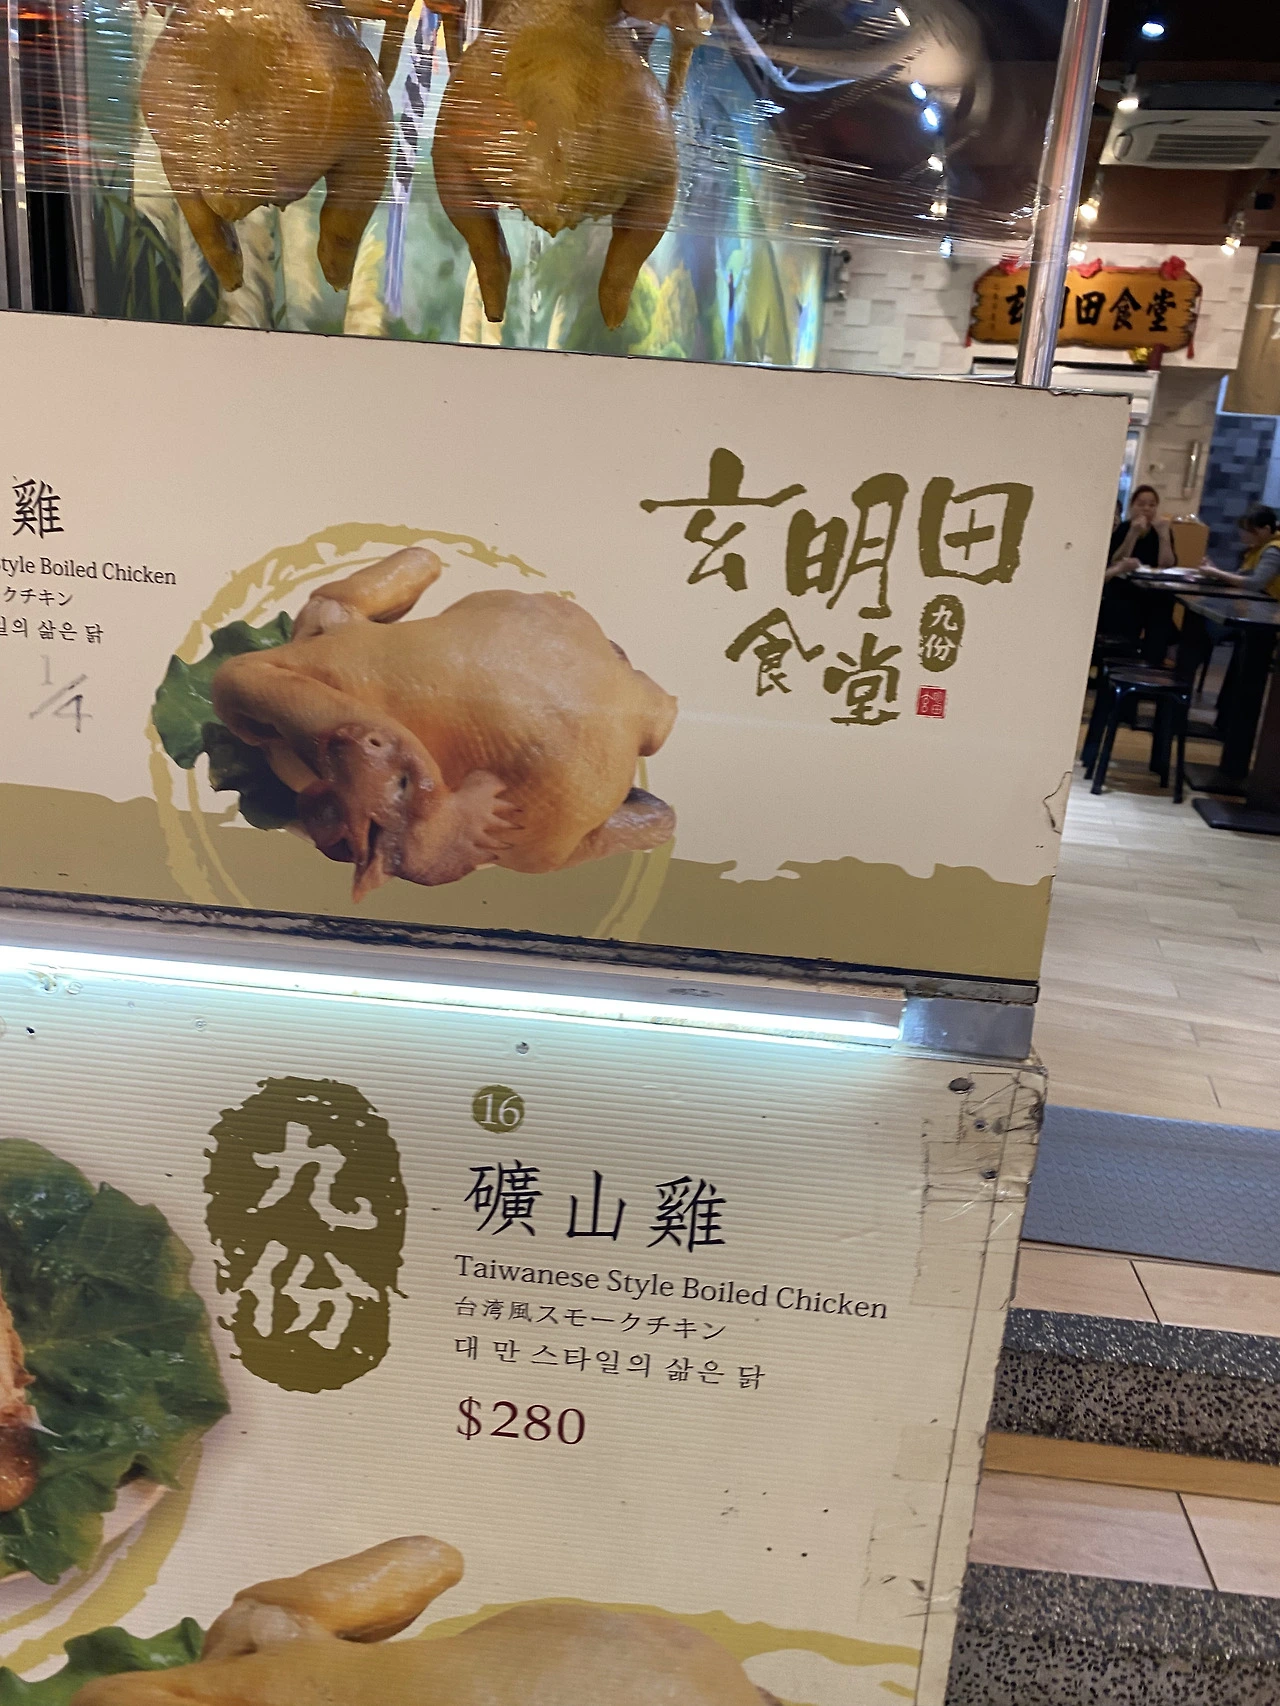 玄明田食堂
雞
Style Boiled Chicken
クチキン
일의 삶은 닭
1/4
玄明田
食堂
九份
九份
16
礦山雞
Taiwanese Style Boiled Chicken
台湾風スモークチキン
대 만 스타일의 삶은 닭
$280